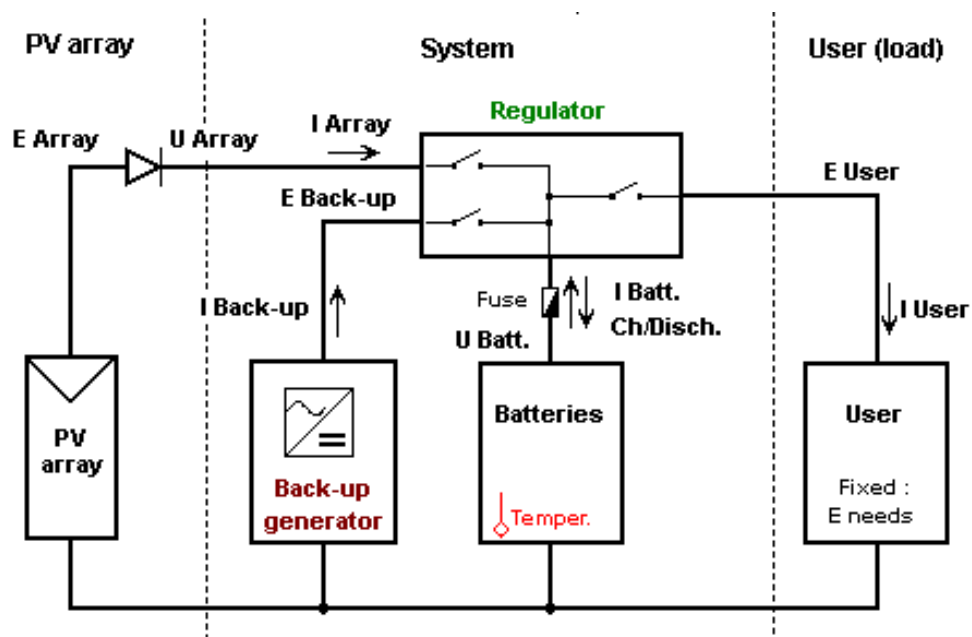 PV array
System
User (load)
Regulator
I Array
E Array
U Array
E User
E Back-up
I Back-up
Fuse
I Batt.
Ch/Disch.
U Batt.
I User
PV
array
Back-up
generator
Batteries
Temper.
User
Fixed :
E needs